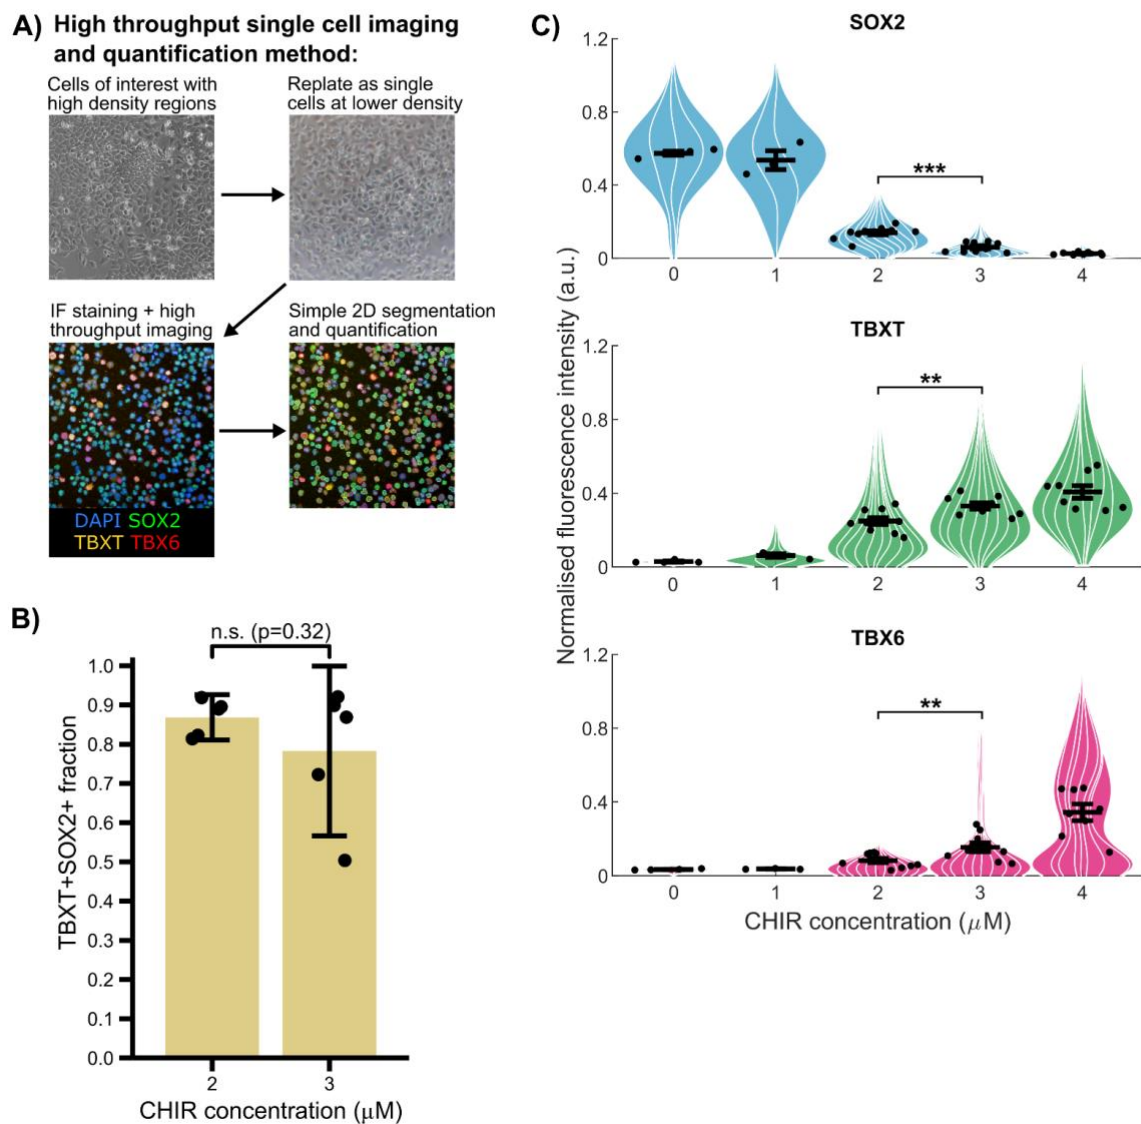 A) High throughput single cell imaging
and quantification method:
Cells of interest with
high density regions
Replate as single
cells at lower density
IF staining + high
throughput imaging
Simple 2D segmentation
and quantification
DAPI SOX2
TBXT TBX6
B)
n.s. (p=0.32)
TBXT+SOX2+ fraction
1.0
0.9
0.8
0.7
0.6
0.5
0.4
0.3
0.2
0.1
0.0
2
3
CHIR concentration (μM)
C)
Normalised fluorescence intensity (a.u.)
SOX2
1.2
0.8
0.4
0
***
0 1 2 3 4
TBXT
1.2
0.8
0.4
0
**
0 1 2 3 4
TBX6
1.2
0.8
0.4
0
**
0 1 2 3 4
CHIR concentration (μM)